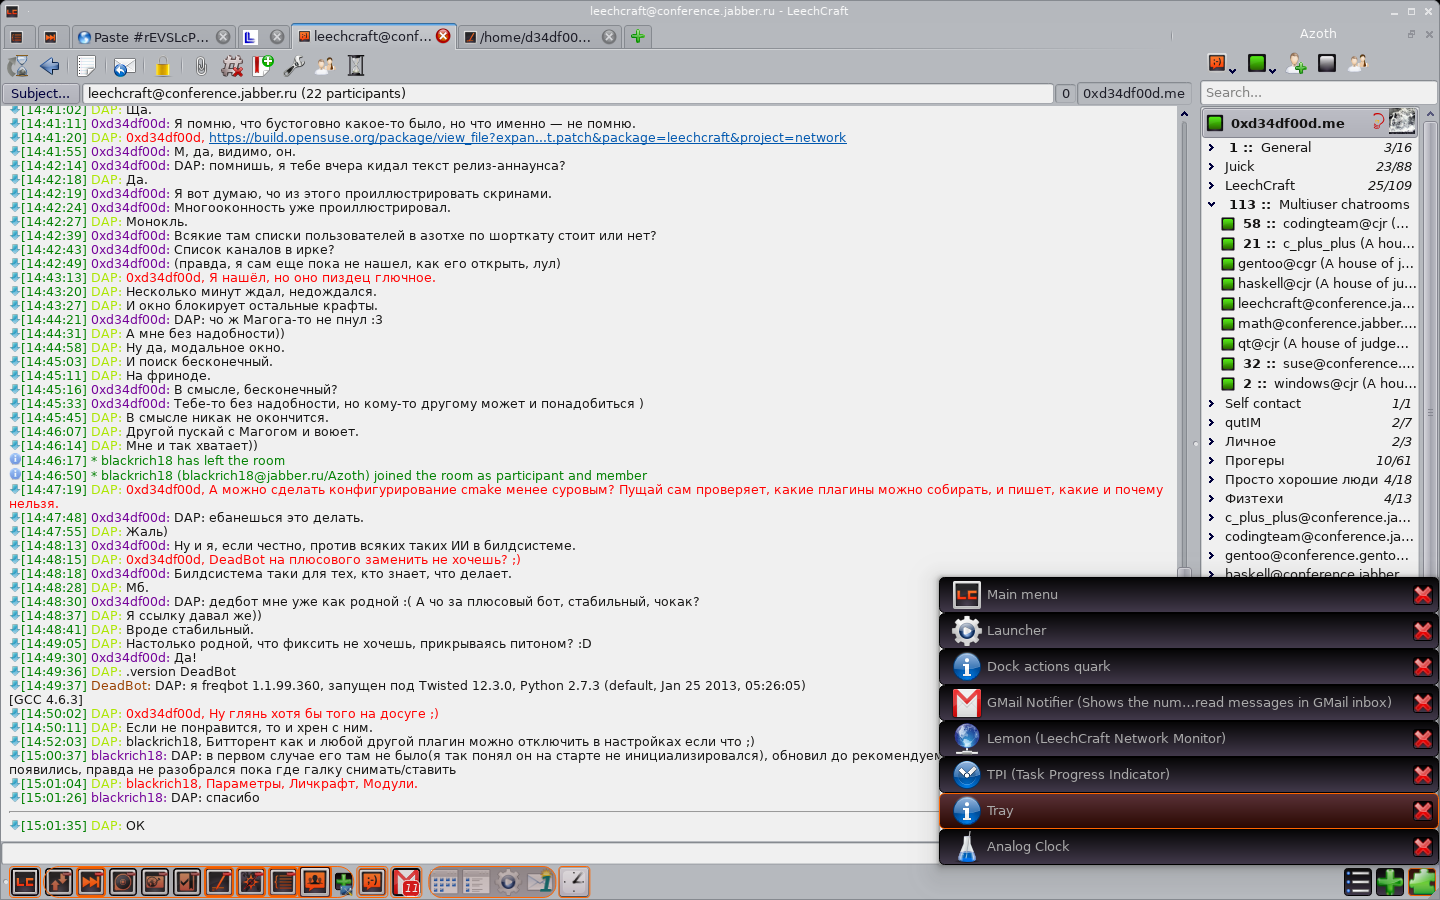 leechcraft@conference.jabber.ru - LeechCraft
Paste #rEVSLcP...
leechcraft@conf...
/home/d34df00...
Azoth
Subject...
leechcraft@conference.jabber.ru (22 participants)
0
0xd34df00d.me
Search...
[14:41:02] DAP: Ща.
[14:41:11] 0xd34df00d: Я помню, что бустоговно какое-то было, но что именно — не помню.
[14:41:20] DAP: 0xd34df00d, https://build.opensuse.org/package/view_file?expan...t.patch&package=leechcraft&project=network
[14:41:55] 0xd34df00d: М, да, видимо, он.
[14:42:14] 0xd34df00d: DAP: помнишь, я тебе вчера кидал текст релиз-аннаунса?
[14:42:18] DAP: Да.
[14:42:19] 0xd34df00d: Я вот думаю, чо из этого проиллюстрировать скринами.
[14:42:24] 0xd34df00d: Многооконность уже проиллюстрировал.
[14:42:27] DAP: Монокль.
[14:42:39] 0xd34df00d: Всякие там списки пользователей в азотхе по шорткату стоит или нет?
[14:42:43] 0xd34df00d: Список каналов в ирке?
[14:42:49] 0xd34df00d: (правда, я сам еще пока не нашел, как его открыть, лул)
[14:43:13] DAP: 0xd34df00d, Я нашёл, но оно пиздец глючное.
[14:43:20] DAP: Несколько минут ждал, недождался.
[14:43:27] DAP: И окно блокирует остальные крафты.
[14:44:21] 0xd34df00d: DAP: чо ж Магога-то не пнул :3
[14:44:31] DAP: А мне без надобности))
[14:44:58] DAP: Ну да, модальное окно.
[14:45:03] DAP: И поиск бесконечный.
[14:45:11] DAP: На фриноде.
[14:45:16] 0xd34df00d: В смысле, бесконечный?
[14:45:33] 0xd34df00d: Тебе-то без надобности, но кому-то другому может и понадобиться )
[14:45:45] DAP: В смысле никак не окончится.
[14:46:07] DAP: Другой пускай с Магогом и воюет.
[14:46:14] DAP: Мне и так хватает))
[14:46:17] * blackrich18 has left the room
[14:46:50] * blackrich18 (blackrich18@jabber.ru/Azoth) joined the room as participant and member
[14:47:19] DAP: 0xd34df00d, А можно сделать конфигурирование cmake менее суровым? Пущай сам проверяет, какие плагины можно собирать, и пишет, какие и почему
нельзя.
[14:47:48] 0xd34df00d: DAP: ебанешься это делать.
[14:47:55] DAP: Жаль)
[14:48:13] 0xd34df00d: Ну и я, если честно, против всяких таких ИИ в билдсистеме.
[14:48:15] DAP: 0xd34df00d, DeadBot на плюсового заменить не хочешь? ;)
[14:48:18] 0xd34df00d: Билдсистема таки для тех, кто знает, что делает.
[14:48:28] DAP: Мб.
[14:48:30] 0xd34df00d: DAP: дедбот мне уже как родной :( А чо за плюсовый бот, стабильный, чокак?
[14:48:37] DAP: Я ссылку давал же))
[14:48:41] DAP: Вроде стабильный.
[14:49:05] DAP: Настолько родной, что фиксить не хочешь, прикрываясь питоном? :D
[14:49:30] 0xd34df00d: Да!
[14:49:36] DAP: .version DeadBot
[14:49:37] DeadBot: DAP: я freqbot 1.1.99.360, запущен под Twisted 12.3.0, Python 2.7.3 (default, Jan 25 2013, 05:26:05)
[GCC 4.6.3]
[14:50:02] DAP: 0xd34df00d, Ну глянь хотя бы того на досуге ;)
[14:50:11] DAP: Если не понравится, то и хрен с ним.
[14:52:03] DAP: blackrich18, Битторент как и любой другой плагин можно отключить в настройках если что ;)
[15:00:37] blackrich18: DAP: в первом случае его там не было(я так понял он на старте не инициализировался), обновил до рекомендуем
появились, правда не разобрался пока где галку снимать/ставить
[15:01:04] DAP: blackrich18, Параметры, Личкрафт, Модули.
[15:01:26] blackrich18: DAP: спасибо
[15:01:35] DAP: ОК
0xd34df00d.me
1 :: General 3/16
Juick 23/88
LeechCraft 25/109
113 :: Multiuser chatrooms
58 :: codingteam@cjr (...
21 :: c_plus_plus (A hou...
gentoo@cgr (A house of j...
haskell@cjr (A house of ju...
leechcraft@conference.ja...
math@conference.jabber....
qt@cjr (A house of judge...
32 :: suse@conference....
2 :: windows@cjr (A hou...
Self contact 1/1
qutIM 2/7
Личное 2/3
Прогеры 10/61
Просто хорошие люди 4/18
Физтехи 4/13
c_plus_plus@conference.ja...
codingteam@conference.ja...
gentoo@conference.gento...
haskell@conference.jabber
Main menu
Launcher
Dock actions quark
GMail Notifier (Shows the num...read messages in GMail inbox)
Lemon (LeechCraft Network Monitor)
TPI (Task Progress Indicator)
Tray
Analog Clock
11
1